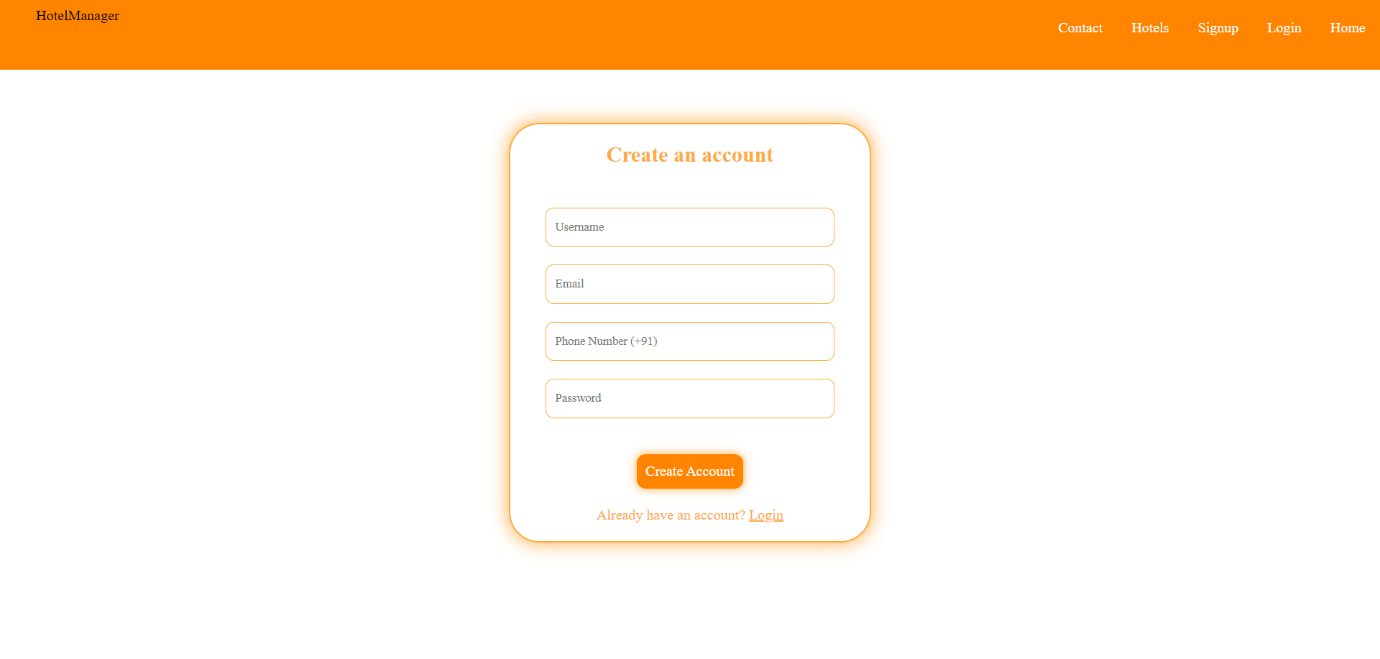 HotelManager
Contact Hotels Signup Login Home
Create an account
Username
Email
Phone Number (+91)
Password
Create Account
Already have an account? Login